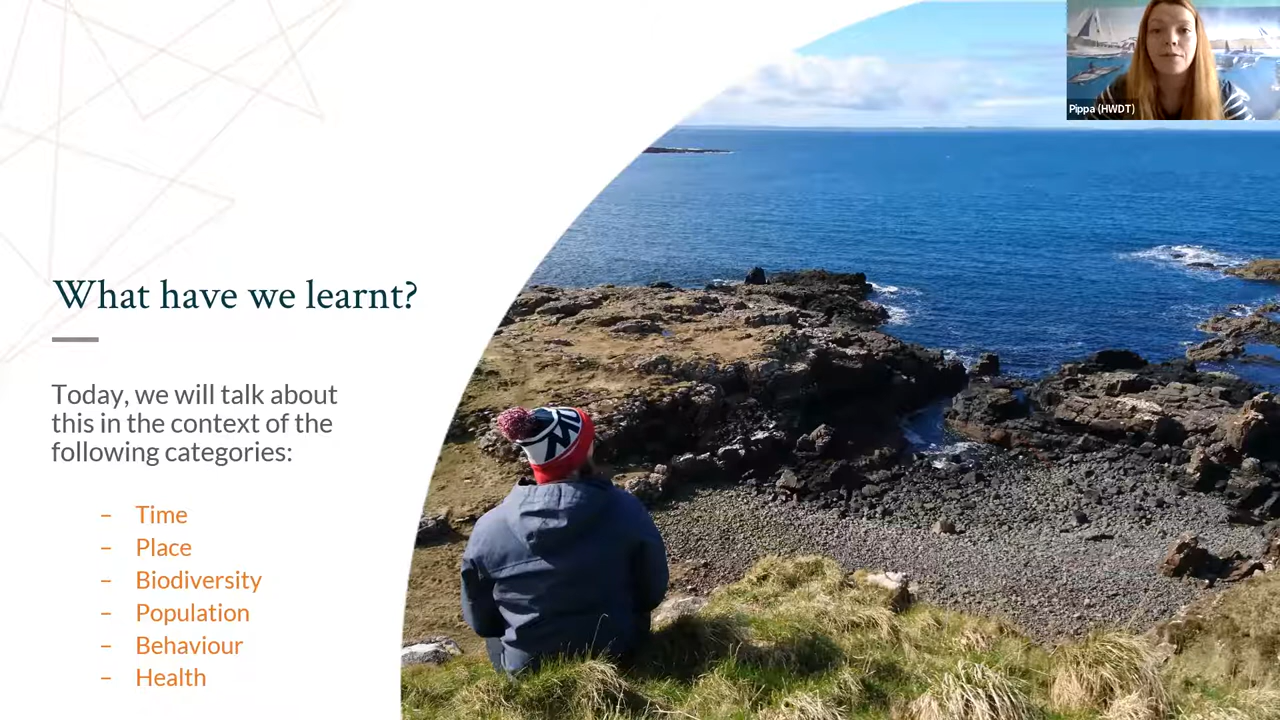 Pippa (HWDT)
What have we learnt?
Today, we will talk about
this in the context of the
following categories:
– Time
– Place
– Biodiversity
– Population
– Behaviour
– Health